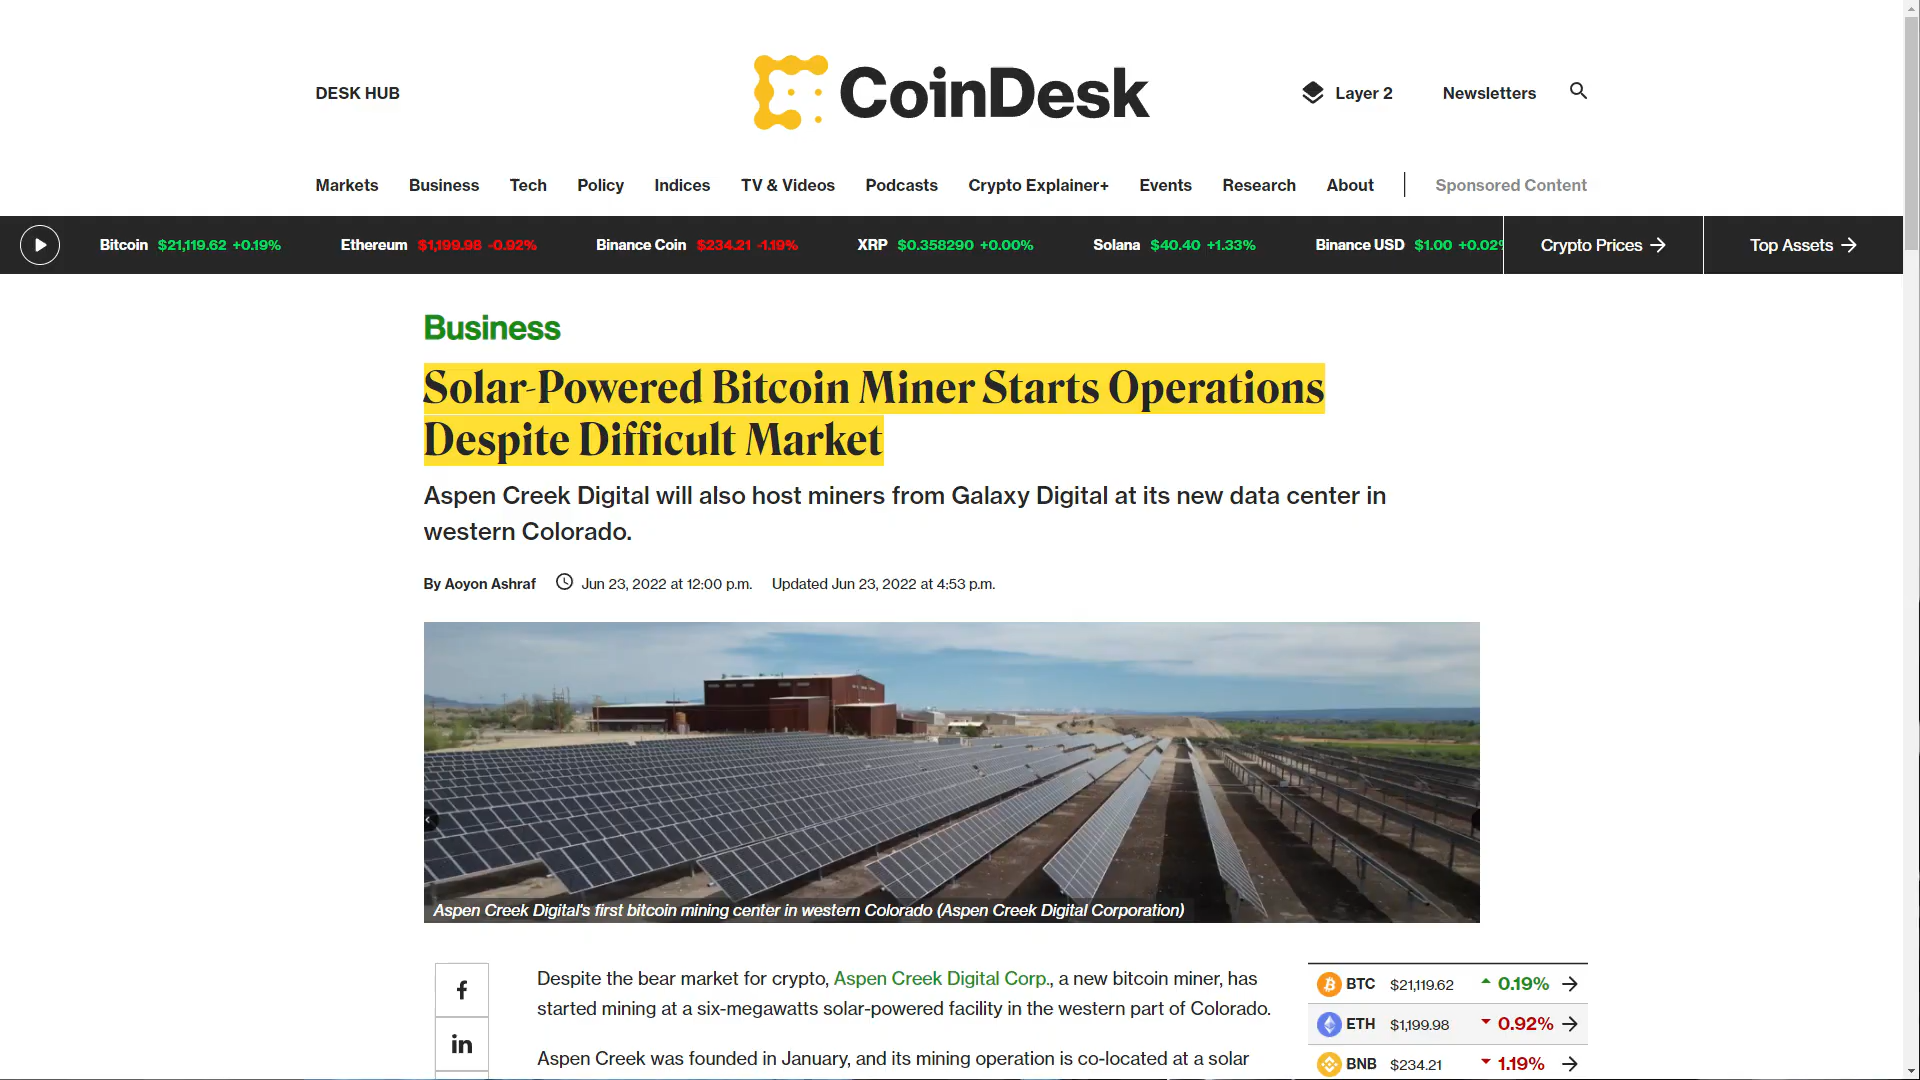 DESK HUB
CoinDesk
Layer 2
Newsletters
Markets Business Tech Policy Indices TV & Videos Podcasts Crypto Explainer+ Events Research About Sponsored Content
Bitcoin $21,119.62 +0.19% Ethereum $1,199.98 -0.92% Binance Coin $234.21 -1.19% XRP $0.358290 +0.00% Solana $40.40 +1.33% Binance USD $1.00 +0.02% Crypto Prices → Top Assets →
Business
Solar-Powered Bitcoin Miner Starts Operations
Despite Difficult Market
Aspen Creek Digital will also host miners from Galaxy Digital at its new data center in
western Colorado.
By Aoyon Ashraf Jun 23, 2022 at 12:00 p.m. Updated Jun 23, 2022 at 4:53 p.m.
Aspen Creek Digital's first bitcoin mining center in western Colorado (Aspen Creek Digital Corporation)
Despite the bear market for crypto, Aspen Creek Digital Corp., a new bitcoin miner, has
started mining at a six-megawatts solar-powered facility in the western part of Colorado.
Aspen Creek was founded in January, and its mining operation is co-located at a solar
f
in
BTC $21,119.62 0.19% →
ETH $1,199.98 0.92% →
BNB $234.21 1.19% →